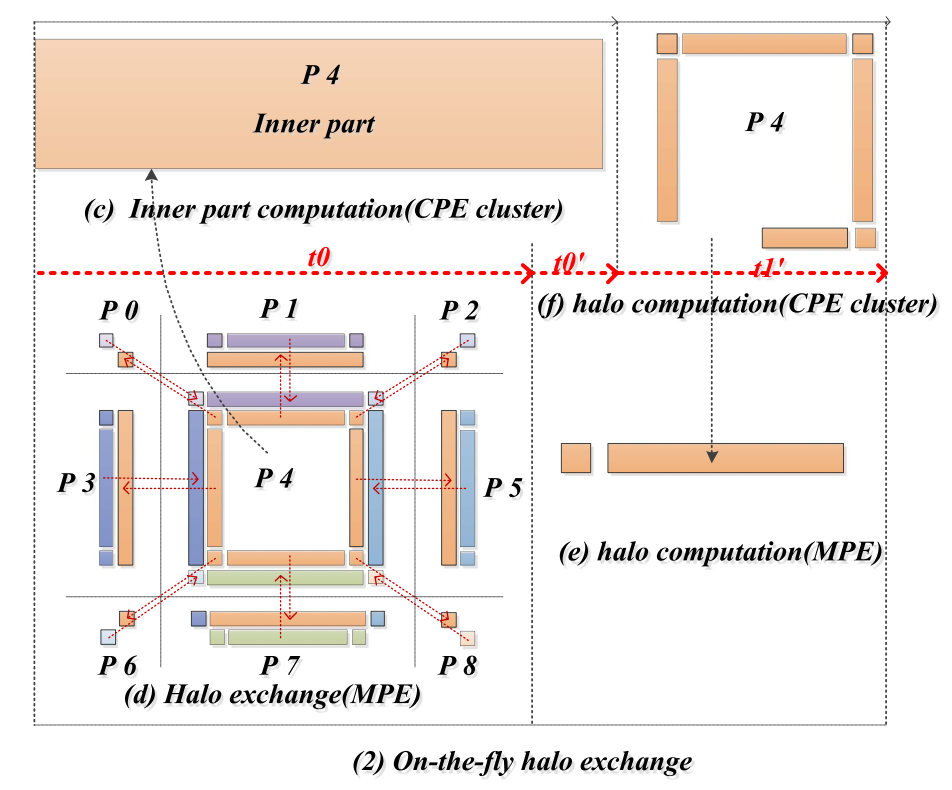 P 4
Inner part
P 4
(c) Inner part computation(CPE cluster)
t0
t0'
t1'
(f) halo computation(CPE cluster)
P 0
P 1
P 2
P 3
P 4
P 5
(e) halo computation(MPE)
P 6
P 7
P 8
(d) Halo exchange(MPE)
(2) On-the-fly halo exchange